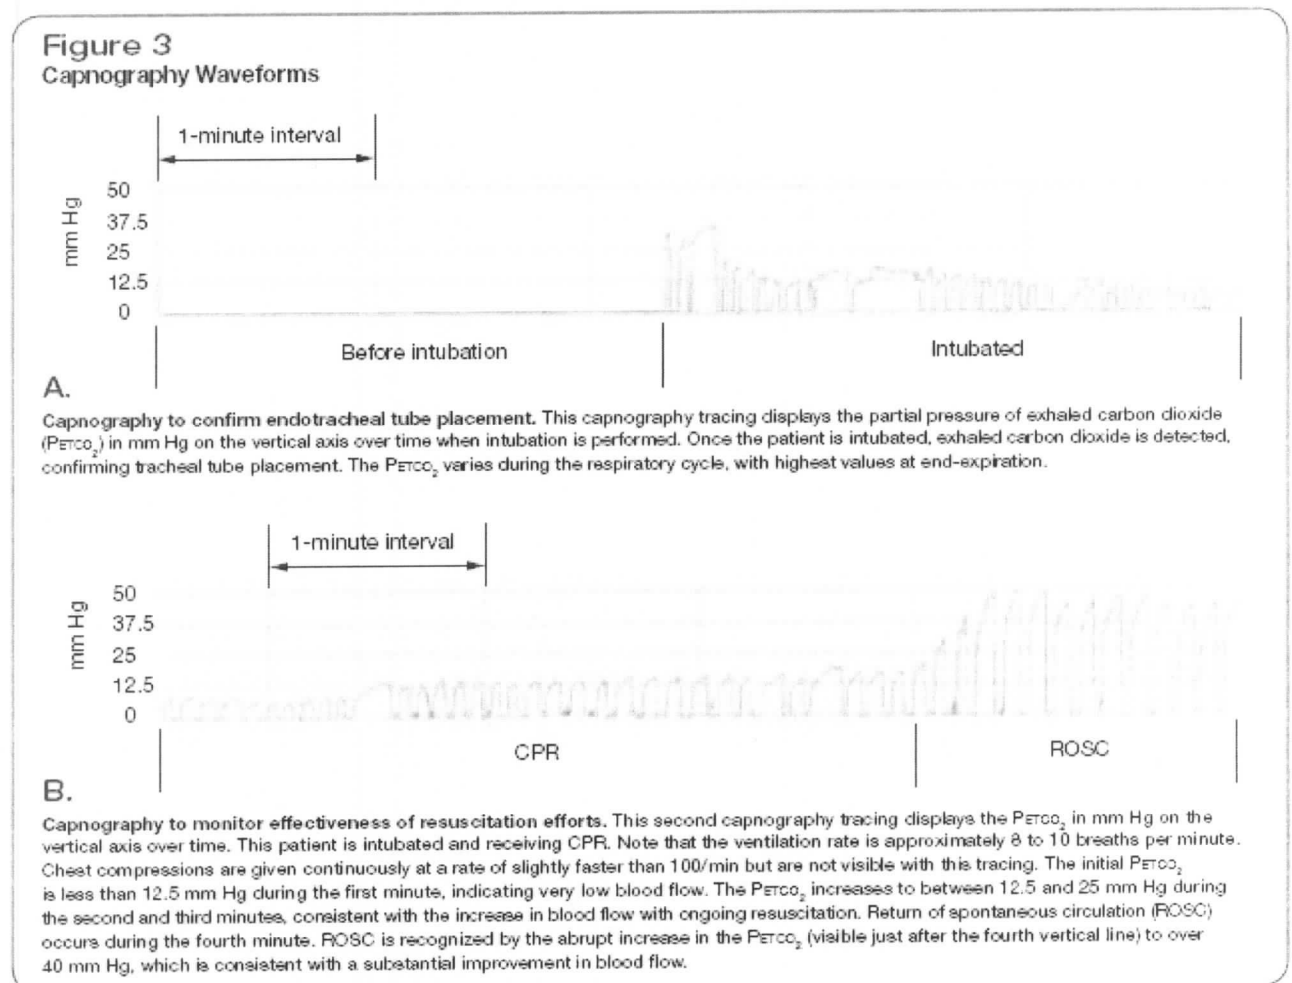 Figure 3
Capnography Waveforms
1-minute interval
mm Hg
50
37.5
25
12.5
0
Before intubation
Intubated
A.
Capnography to confirm endotracheal tube placement. This capnography tracing displays the partial pressure of exhaled carbon dioxide
(PETCO₂) in mm Hg on the vertical axis over time when intubation is performed. Once the patient is intubated, exhaled carbon dioxide is detected,
confirming tracheal tube placement. The PETCO₂ varies during the respiratory cycle, with highest values at end-expiration.
1-minute interval
mm Hg
50
37.5
25
12.5
0
CPR
ROSC
B.
Capnography to monitor effectiveness of resuscitation efforts. This second capnography tracing displays the PETCO₂ in mm Hg on the
vertical axis over time. This patient is intubated and receiving CPR. Note that the ventilation rate is approximately 8 to 10 breaths per minute.
Chest compressions are given continuously at a rate of slightly faster than 100/min but are not visible with this tracing. The initial PETCO₂
is less than 12.5 mm Hg during the first minute, indicating very low blood flow. The PETCO₂ increases to between 12.5 and 25 mm Hg during
the second and third minutes, consistent with the increase in blood flow with ongoing resuscitation. Return of spontaneous circulation (ROSC)
occurs during the fourth minute. ROSC is recognized by the abrupt increase in the PETCO₂ (visible just after the fourth vertical line) to over
40 mm Hg, which is consistent with a substantial improvement in blood flow.